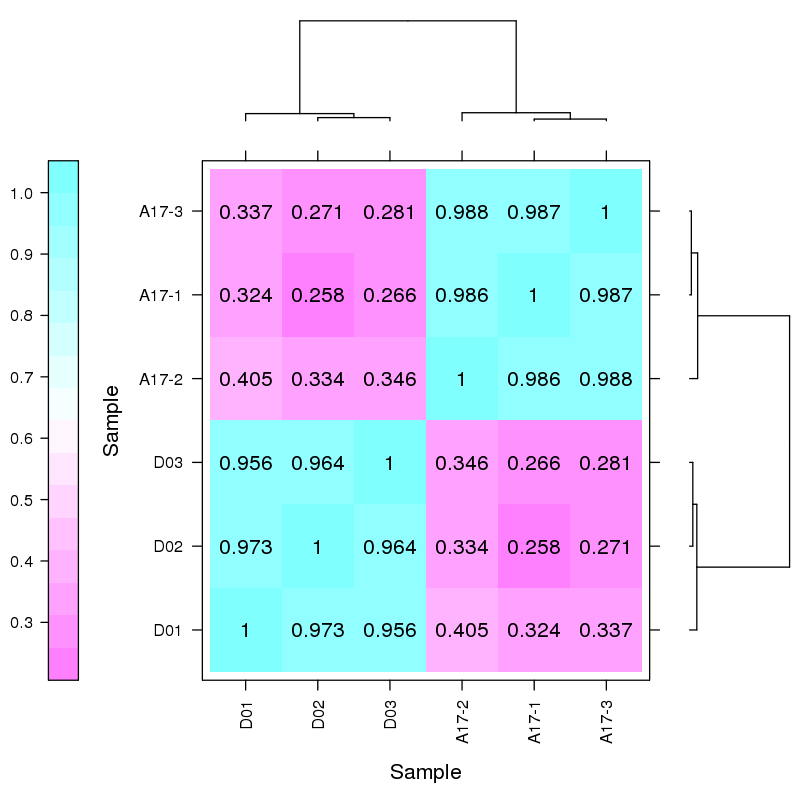 1.0
0.9
0.8
0.7
0.6
0.5
0.4
0.3
Sample
A17-3 0.337 0.271 0.281 0.988 0.987 1
A17-1 0.324 0.258 0.266 0.986 1 0.987
A17-2 0.405 0.334 0.346 1 0.986 0.988
D03 0.956 0.964 1 0.346 0.266 0.281
D02 0.973 1 0.964 0.334 0.258 0.271
D01 1 0.973 0.956 0.405 0.324 0.337
D01 D02 D03 A17-2 A17-1 A17-3
Sample